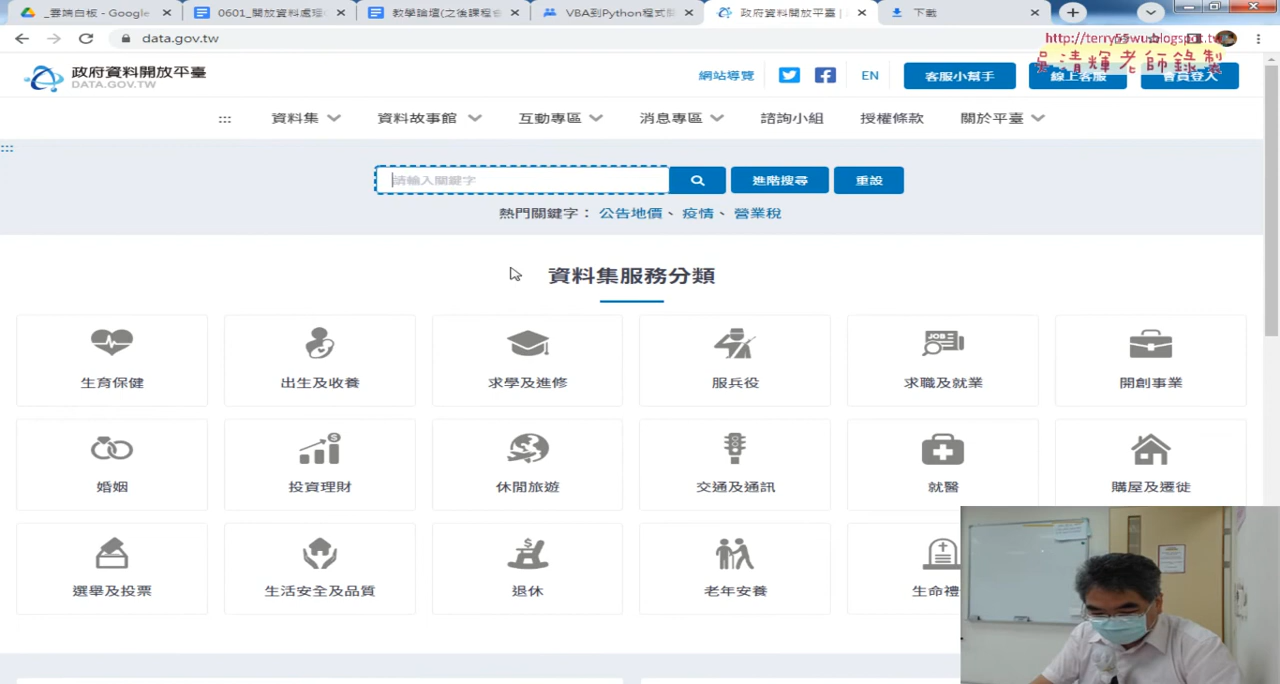 _雲端白板 - Google
0601_開放資料處理
教學論壇(之後課程會
VBA到Python程式
政府資料開放平臺 |
下載
data.gov.tw
http://terry55wu.blogspot.tw
吳清輝老師錄製
政府資料開放平臺
DATA.GOV.TW
網站導覽
EN
客服小幫手
線上客服
會員登入
資料集
資料故事館
互動專區
消息專區
諮詢小組
授權條款
關於平臺
請輸入關鍵字
進階搜尋
重設
熱門關鍵字： 公告地價、 疫情、 營業稅
資料集服務分類
生育保健
出生及收養
求學及進修
服兵役
求職及就業
開創事業
婚姻
投資理財
休閒旅遊
交通及通訊
就醫
購屋及遷徙
選舉及投票
生活安全及品質
退休
老年安養
生命禮